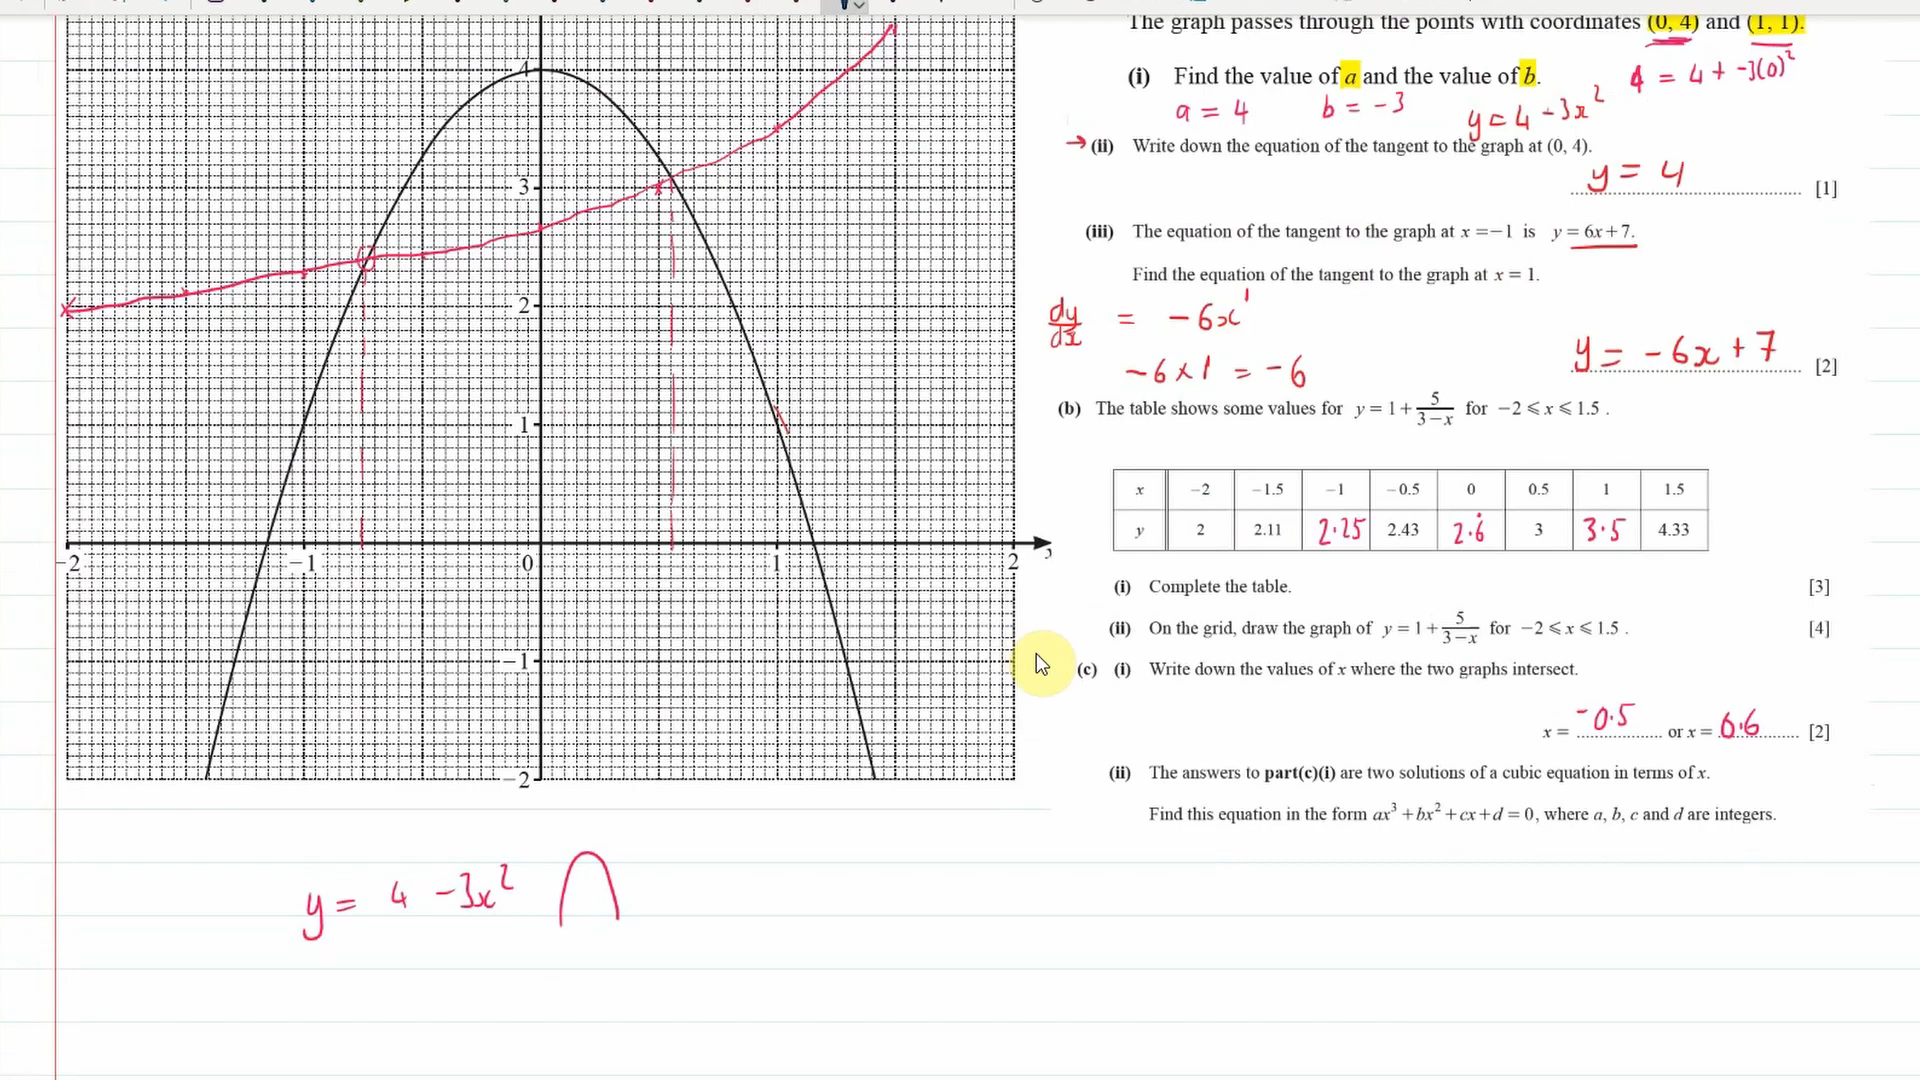 The graph passes through the points with coordinates (0, 4) and (1, 1).
(i) Find the value of a and the value of b.
4 = 4 + -3(0)²
a = 4 b = -3 y = 4 - 3x²
→ (ii) Write down the equation of the tangent to the graph at (0, 4).
y = 4 [1]
(iii) The equation of the tangent to the graph at x = −1 is y = 6x + 7.
Find the equation of the tangent to the graph at x = 1.
dy/dx = -6x¹
-6 × 1 = -6
y = -6x + 7 [2]
(b) The table shows some values for y = 1 + 5/(3−x) for −2 ⩽ x ⩽ 1.5 .
x −2 −1.5 −1 −0.5 0 0.5 1 1.5
y 2 2.11 2.25 2.43 2.6̇ 3 3.5 4.33
(i) Complete the table. [3]
(ii) On the grid, draw the graph of y = 1 + 5/(3−x) for −2 ⩽ x ⩽ 1.5 . [4]
(c) (i) Write down the values of x where the two graphs intersect.
x = -0.5 or x = 0.6 [2]
(ii) The answers to part(c)(i) are two solutions of a cubic equation in terms of x.
Find this equation in the form ax³ + bx² + cx + d = 0, where a, b, c and d are integers.
4
3
2
1
−2 −1 0 1 2
−1
−2
y = 4 - 3x²